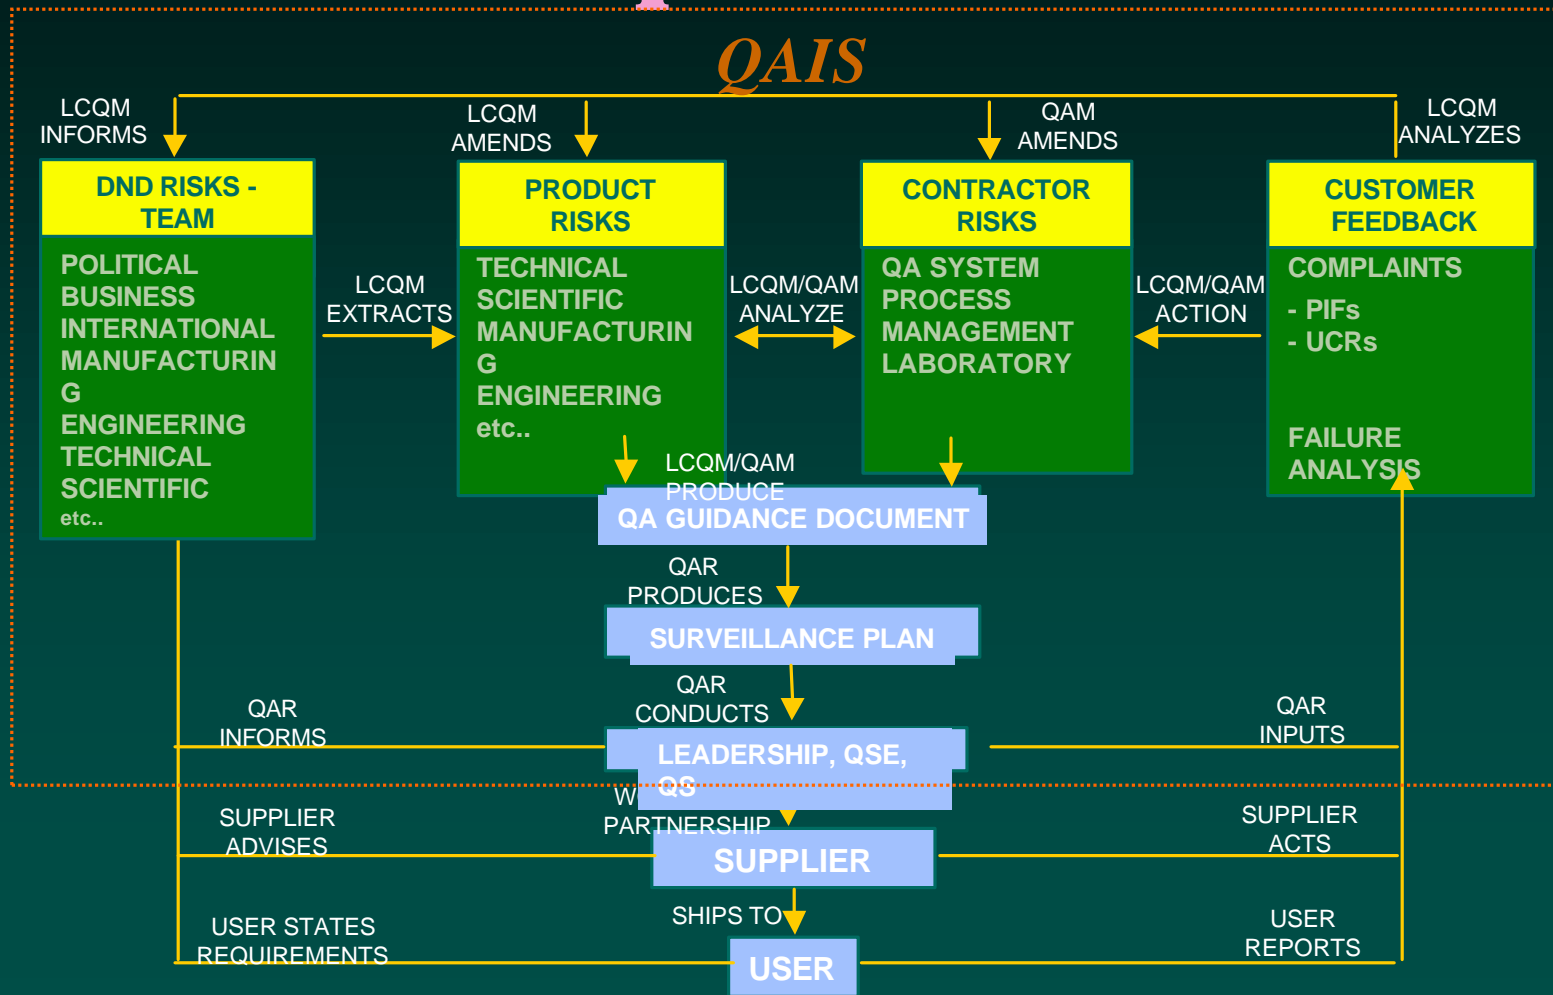 QAIS
LCQM
INFORMS
LCQM
AMENDS
QAM
AMENDS
LCQM
ANALYZES
DND RISKS -
TEAM
POLITICAL
BUSINESS
INTERNATIONAL
MANUFACTURIN
G
ENGINEERING
TECHNICAL
SCIENTIFIC
etc..
LCQM
EXTRACTS
PRODUCT
RISKS
TECHNICAL
SCIENTIFIC
MANUFACTURIN
G
ENGINEERING
etc..
LCQM/QAM
ANALYZE
CONTRACTOR
RISKS
QA SYSTEM
PROCESS
MANAGEMENT
LABORATORY
LCQM/QAM
ACTION
CUSTOMER
FEEDBACK
COMPLAINTS
- PIFs
- UCRs
FAILURE
ANALYSIS
LCQM/QAM
PRODUCE
QA GUIDANCE DOCUMENT
QAR
PRODUCES
SURVEILLANCE PLAN
QAR
CONDUCTS
QAR
INFORMS
LEADERSHIP, QSE,
QS
QAR
INPUTS
PARTNERSHIP
SUPPLIER
ADVISES
SUPPLIER
SUPPLIER
ACTS
SHIPS TO
USER STATES
REQUIREMENTS
USER
USER
REPORTS